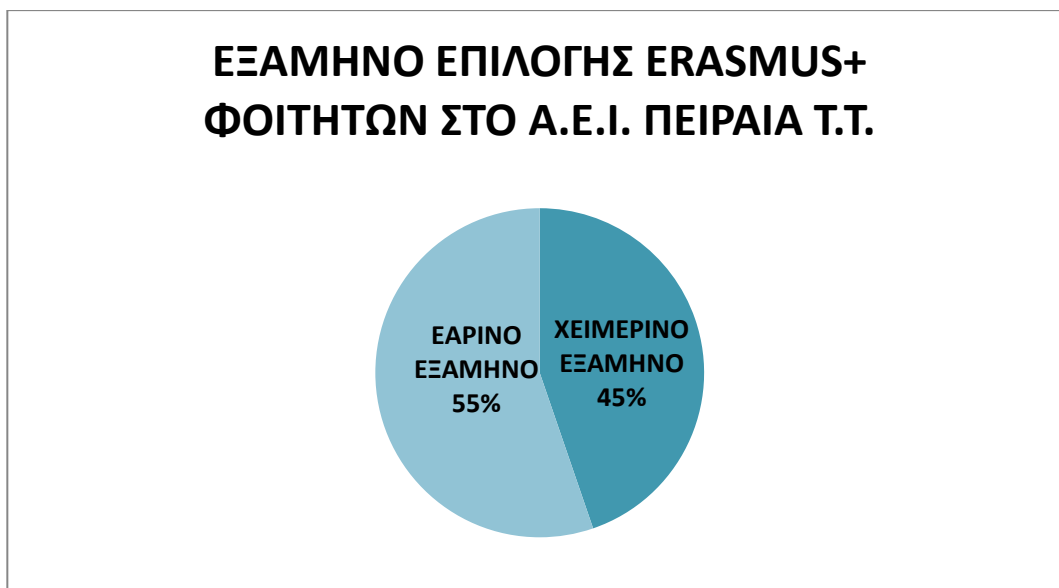 ΕΞΑΜΗΝΟ ΕΠΙΛΟΓΗΣ ERASMUS+
ΦΟΙΤΗΤΩΝ ΣΤΟ Α.Ε.Ι. ΠΕΙΡΑΙΑ Τ.Τ.
ΕΑΡΙΝΟ
ΕΞΑΜΗΝΟ
55%
ΧΕΙΜΕΡΙΝΟ
ΕΞΑΜΗΝΟ
45%